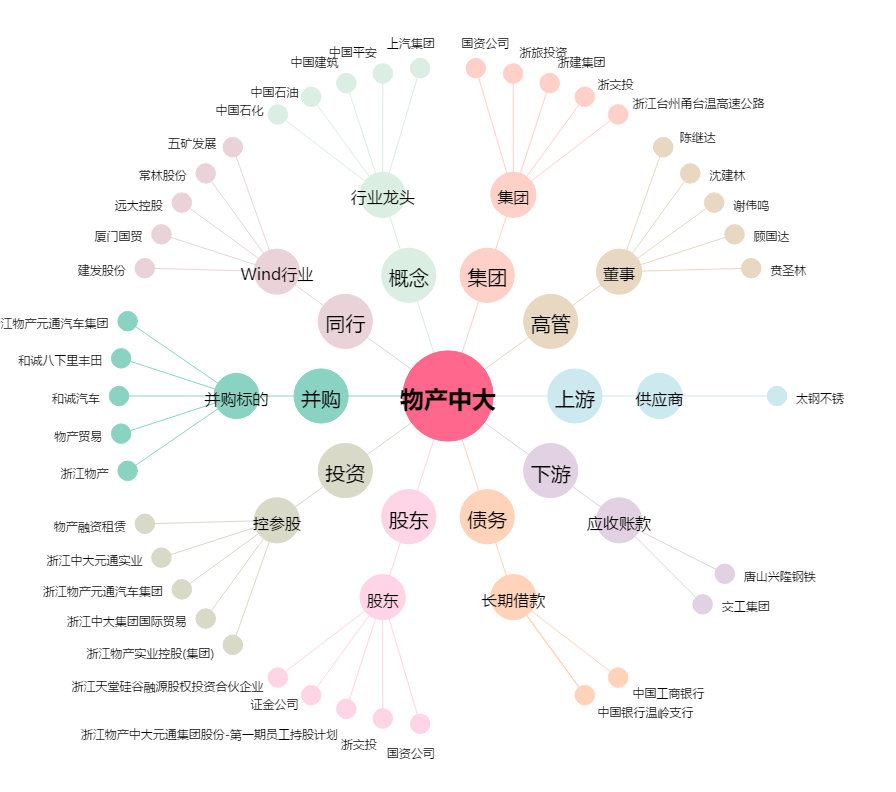 上汽集团
中国平安
中国建筑
中国石油
中国石化
行业龙头
概念
国资公司
浙旅投资
浙建集团
浙交投
浙江台州甬台温高速公路
集团
集团
陈继达
沈建林
谢伟鸣
顾国达
贲圣林
董事
高管
五矿发展
常林股份
远大控股
厦门国贸
建发股份
Wind行业
同行
江物产元通汽车集团
和诚八下里丰田
和诚汽车
物产贸易
浙江物产
并购标的
并购
物产中大
上游
供应商
太钢不锈
投资
控参股
物产融资租赁
浙江中大元通实业
浙江物产元通汽车集团
浙江中大集团国际贸易
浙江物产实业控股(集团)
下游
应收账款
唐山兴隆钢铁
交工集团
股东
股东
浙江天堂硅谷融源股权投资合伙企业
证金公司
浙江物产中大元通集团股份-第一期员工持股计划
浙交投
国资公司
债务
长期借款
中国工商银行
中国银行温岭支行